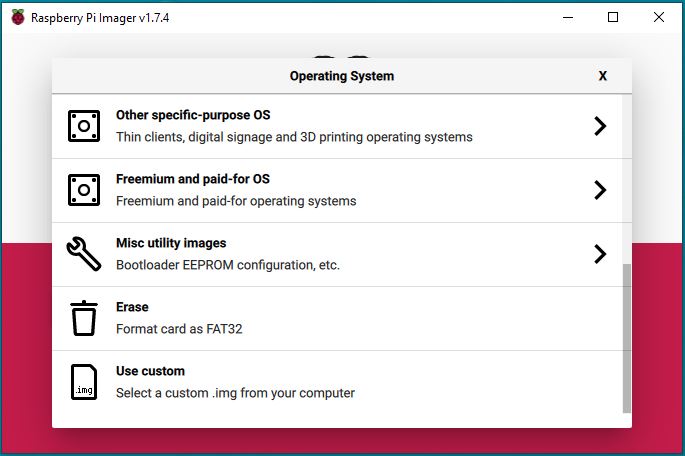 Raspberry Pi Imager v1.7.4
Operating System X
Other specific-purpose OS
Thin clients, digital signage and 3D printing operating systems
Freemium and paid-for OS
Freemium and paid-for operating systems
Misc utility images
Bootloader EEPROM configuration, etc.
Erase
Format card as FAT32
Use custom
.img
Select a custom .img from your computer